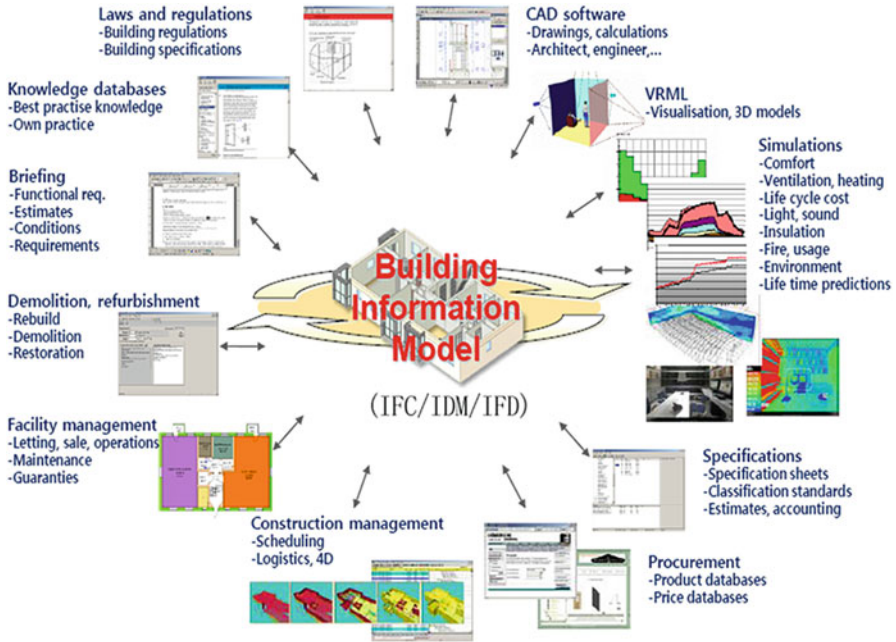 Laws and regulations
-Building regulations
-Building specifications
CAD software
-Drawings, calculations
-Architect, engineer,...
Knowledge databases
-Best practise knowledge
-Own practice
VRML
-Visualisation, 3D models
Simulations
-Comfort
-Ventilation, heating
-Life cycle cost
-Light, sound
-Insulation
-Fire, usage
-Environment
-Life time predictions
Briefing
-Functional req.
-Estimates
-Conditions
-Requirements
Building
Information
Model
(IFC/IDM/IFD)
Demolition, refurbishment
-Rebuild
-Demolition
-Restoration
Facility management
-Letting, sale, operations
-Maintenance
-Guaranties
Specifications
-Specification sheets
-Classification standards
-Estimates, accounting
Construction management
-Scheduling
-Logistics, 4D
Procurement
-Product databases
-Price databases